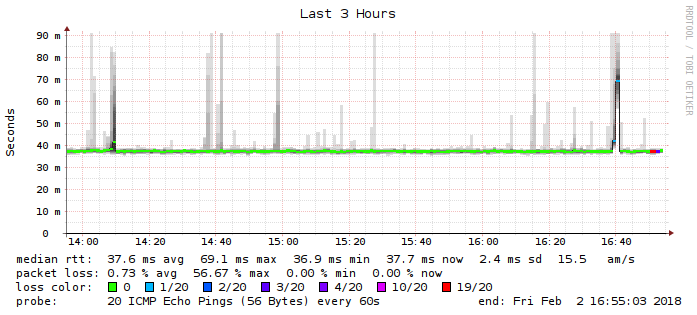 Last 3 Hours
RRDTOOL / TOBI OETIKER
Seconds
90 m
80 m
70 m
60 m
50 m
40 m
30 m
20 m
10 m
0
14:00 14:20 14:40 15:00 15:20 15:40 16:00 16:20 16:40
median rtt: 37.6 ms avg 69.1 ms max 36.9 ms min 37.7 ms now 2.4 ms sd 15.5 am/s
packet loss: 0.73 % avg 56.67 % max 0.00 % min 0.00 % now
loss color: 0 1/20 2/20 3/20 4/20 10/20 19/20
probe: 20 ICMP Echo Pings (56 Bytes) every 60s end: Fri Feb 2 16:55:03 2018